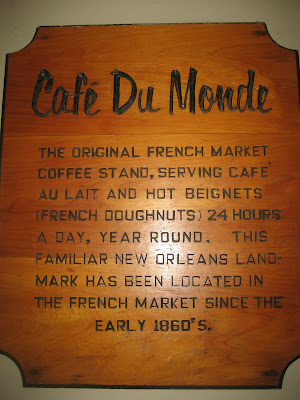 Café Du Monde
THE ORIGINAL FRENCH MARKET
COFFEE STAND, SERVING CAFE'
AU LAIT AND HOT BEIGNETS
(FRENCH DOUGHNUTS) 24 HOURS
A DAY, YEAR ROUND. THIS
FAMILIAR NEW ORLEANS LAND-
MARK HAS BEEN LOCATED IN
THE FRENCH MARKET SINCE THE
EARLY 1860'S.